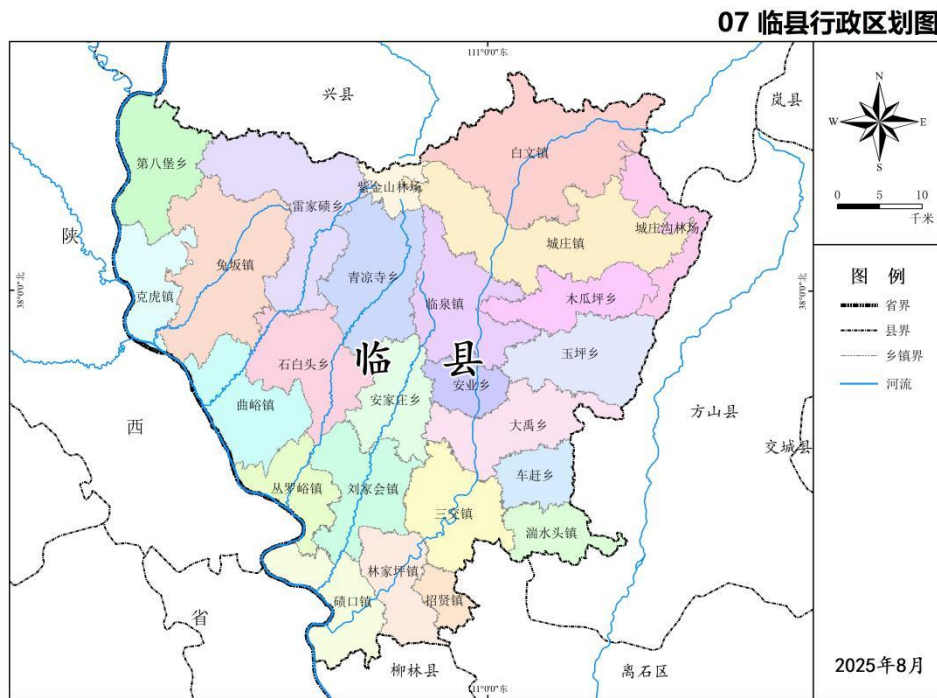 07 临县行政区划图
111°0'0"东
兴县
岚县
N
W
E
S
白文镇
第八堡乡
紫金山林场
雷家碛乡
0 5 10
千米
城庄沟林场
陕
城庄镇
兔坂镇
图 例
38°0'0"北
38°0'0"北
克虎镇
青凉寺乡
临泉镇
木瓜坪乡
省界
县界
玉坪乡
乡镇界
临 县
石白头乡
河流
安业乡
曲峪镇
安家庄乡
方山县
西
大禹乡
交城县
车赶乡
丛罗峪镇
刘家会镇
三交镇
湍水头镇
林家坪镇
碛口镇
招贤镇
省
2025年8月
柳林县
离石区
111°0'0"东